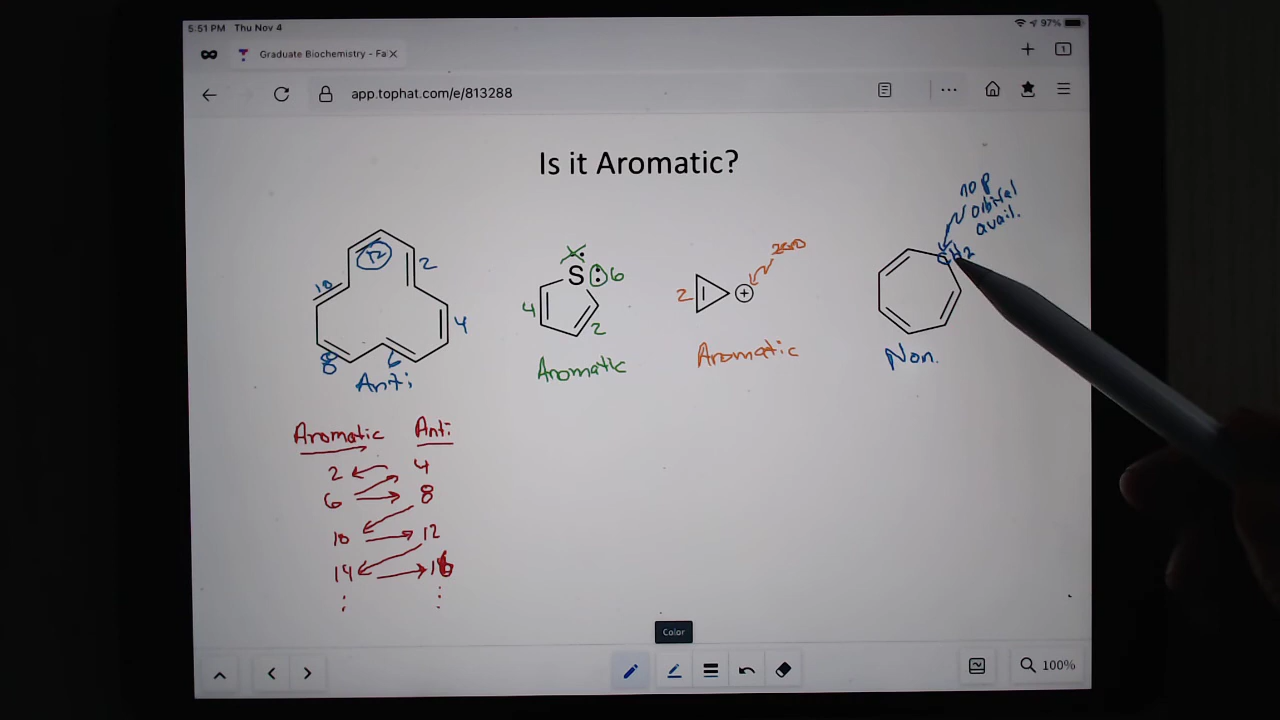 5:51 PM Thu Nov 4
97%
Graduate Biochemistry - Fa
1
app.tophat.com/e/813288
Is it Aromatic?
12
2
4
6
8
10
Anti
S
6
4
2
Aromatic
zero
2
+
Aromatic
no p
orbital
avail.
CH2
Non.
Aromatic Anti
2 4
6 8
10 12
14 16
Color
100%